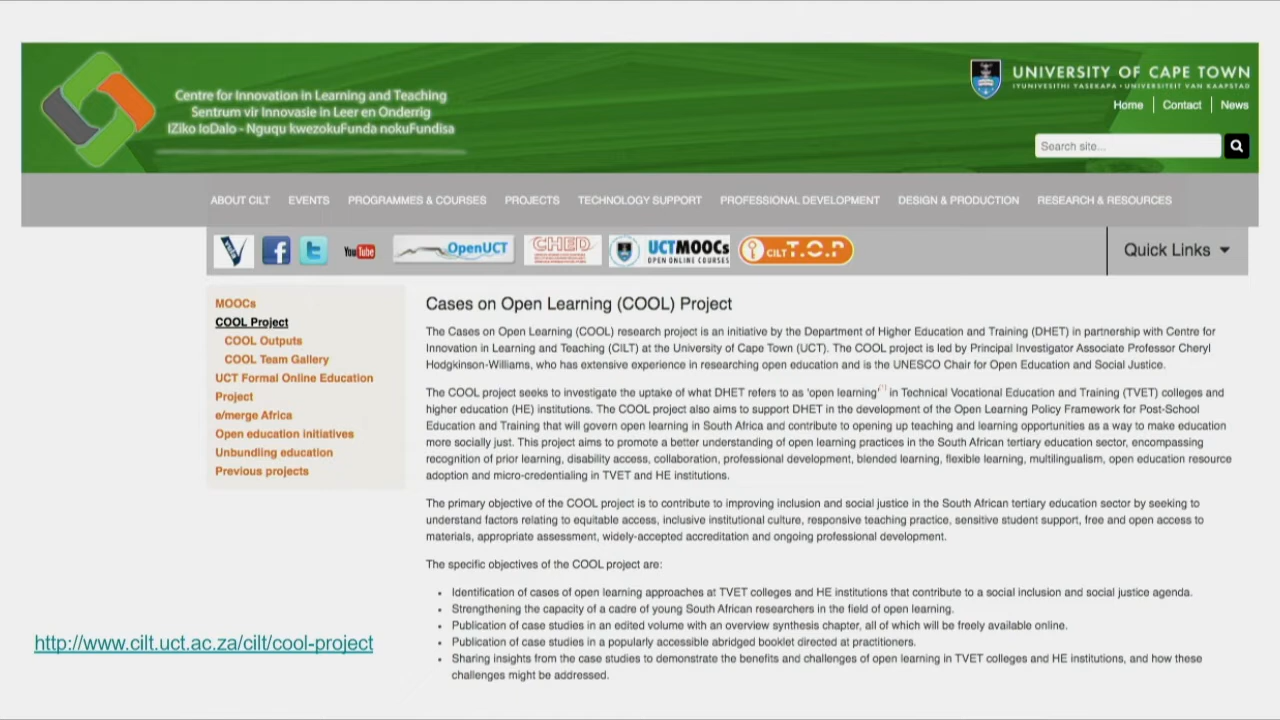 Centre for Innovation in Learning and Teaching
Sentrum vir Innovasie in Leer en Onderrig
IZiko loDalo - Nguqu kwezokuFunda nokuFundisa
UNIVERSITY OF CAPE TOWN
IYUNIVESITHI YASEKAPA • UNIVERSITEIT VAN KAAPSTAD
Home
Contact
News
Search site...
ABOUT CILT
EVENTS
PROGRAMMES & COURSES
PROJECTS
TECHNOLOGY SUPPORT
PROFESSIONAL DEVELOPMENT
DESIGN & PRODUCTION
RESEARCH & RESOURCES
YouTube
OpenUCT
CHED
UCTMOOCs
OPEN ONLINE COURSES
CILT T.O.P
Quick Links
MOOCs
COOL Project
COOL Outputs
COOL Team Gallery
UCT Formal Online Education
Project
e/merge Africa
Open education initiatives
Unbundling education
Previous projects
Cases on Open Learning (COOL) Project
The Cases on Open Learning (COOL) research project is an initiative by the Department of Higher Education and Training (DHET) in partnership with Centre for
Innovation in Learning and Teaching (CILT) at the University of Cape Town (UCT). The COOL project is led by Principal Investigator Associate Professor Cheryl
Hodgkinson-Williams, who has extensive experience in researching open education and is the UNESCO Chair for Open Education and Social Justice.
The COOL project seeks to investigate the uptake of what DHET refers to as 'open learning' in Technical Vocational Education and Training (TVET) colleges and
higher education (HE) institutions. The COOL project also aims to support DHET in the development of the Open Learning Policy Framework for Post-School
Education and Training that will govern open learning in South Africa and contribute to opening up teaching and learning opportunities as a way to make education
more socially just. This project aims to promote a better understanding of open learning practices in the South African tertiary education sector, encompassing
recognition of prior learning, disability access, collaboration, professional development, blended learning, flexible learning, multilingualism, open education resource
adoption and micro-credentialing in TVET and HE institutions.
The primary objective of the COOL project is to contribute to improving inclusion and social justice in the South African tertiary education sector by seeking to
understand factors relating to equitable access, inclusive institutional culture, responsive teaching practice, sensitive student support, free and open access to
materials, appropriate assessment, widely-accepted accreditation and ongoing professional development.
The specific objectives of the COOL project are:
• Identification of cases of open learning approaches at TVET colleges and HE institutions that contribute to a social inclusion and social justice agenda.
• Strengthening the capacity of a cadre of young South African researchers in the field of open learning.
• Publication of case studies in an edited volume with an overview synthesis chapter, all of which will be freely available online.
• Publication of case studies in a popularly accessible abridged booklet directed at practitioners.
• Sharing insights from the case studies to demonstrate the benefits and challenges of open learning in TVET colleges and HE institutions, and how these
challenges might be addressed.
http://www.cilt.uct.ac.za/cilt/cool-project